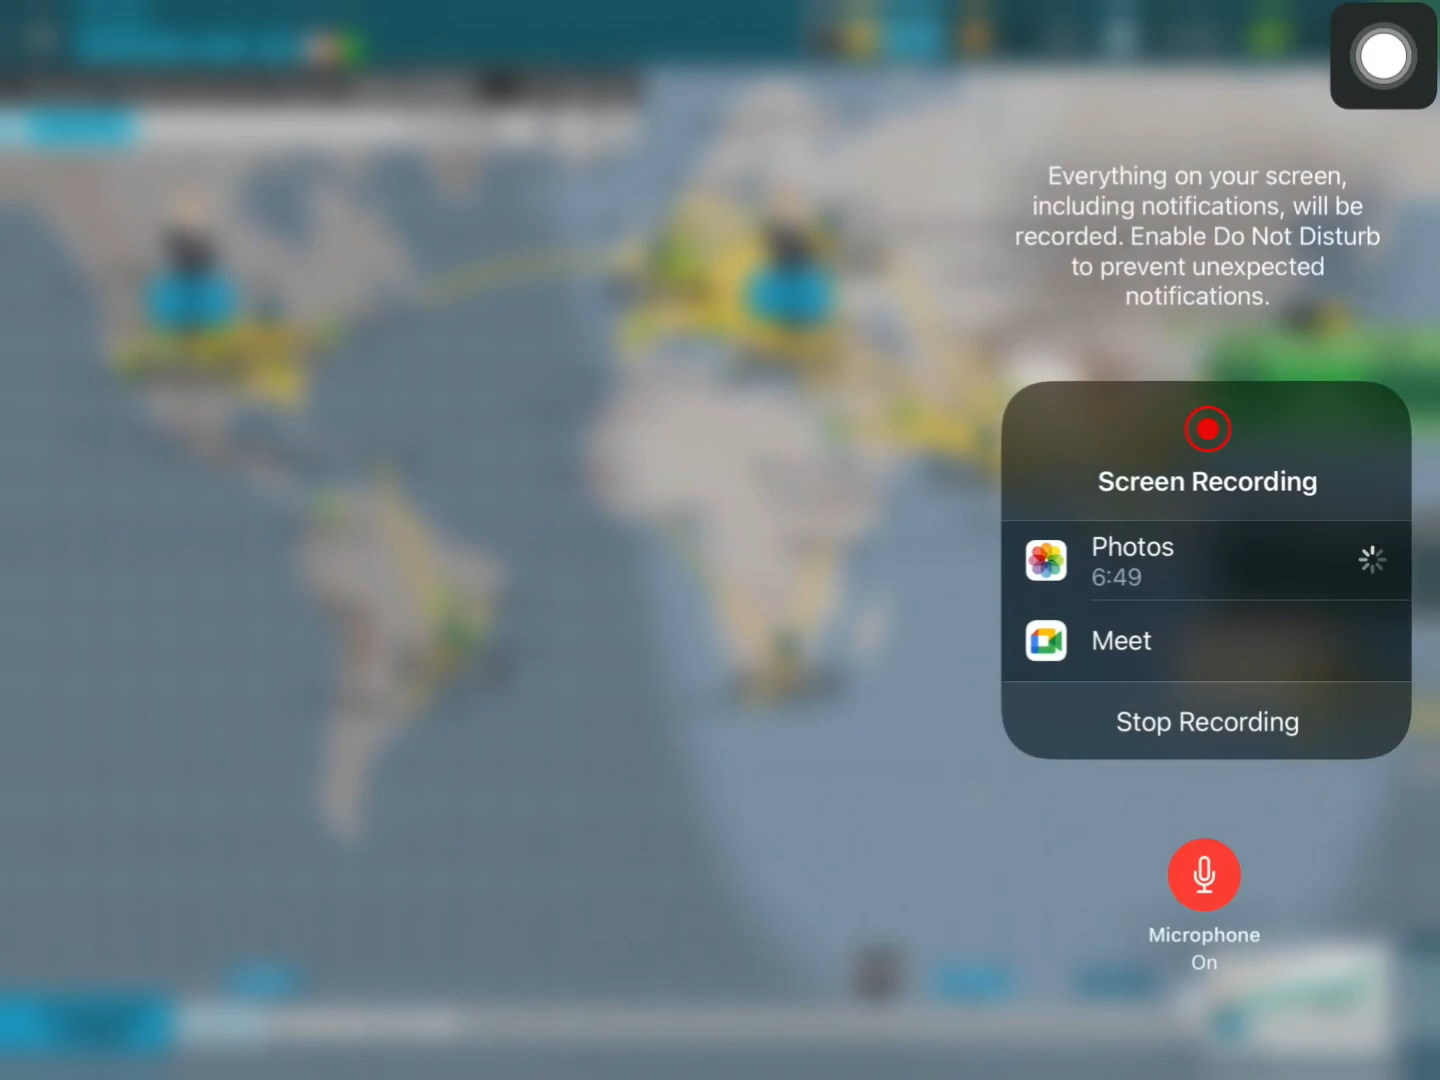 Everything on your screen,
including notifications, will be
recorded. Enable Do Not Disturb
to prevent unexpected
notifications.
Screen Recording
Photos
6:49
Meet
Stop Recording
Microphone
On